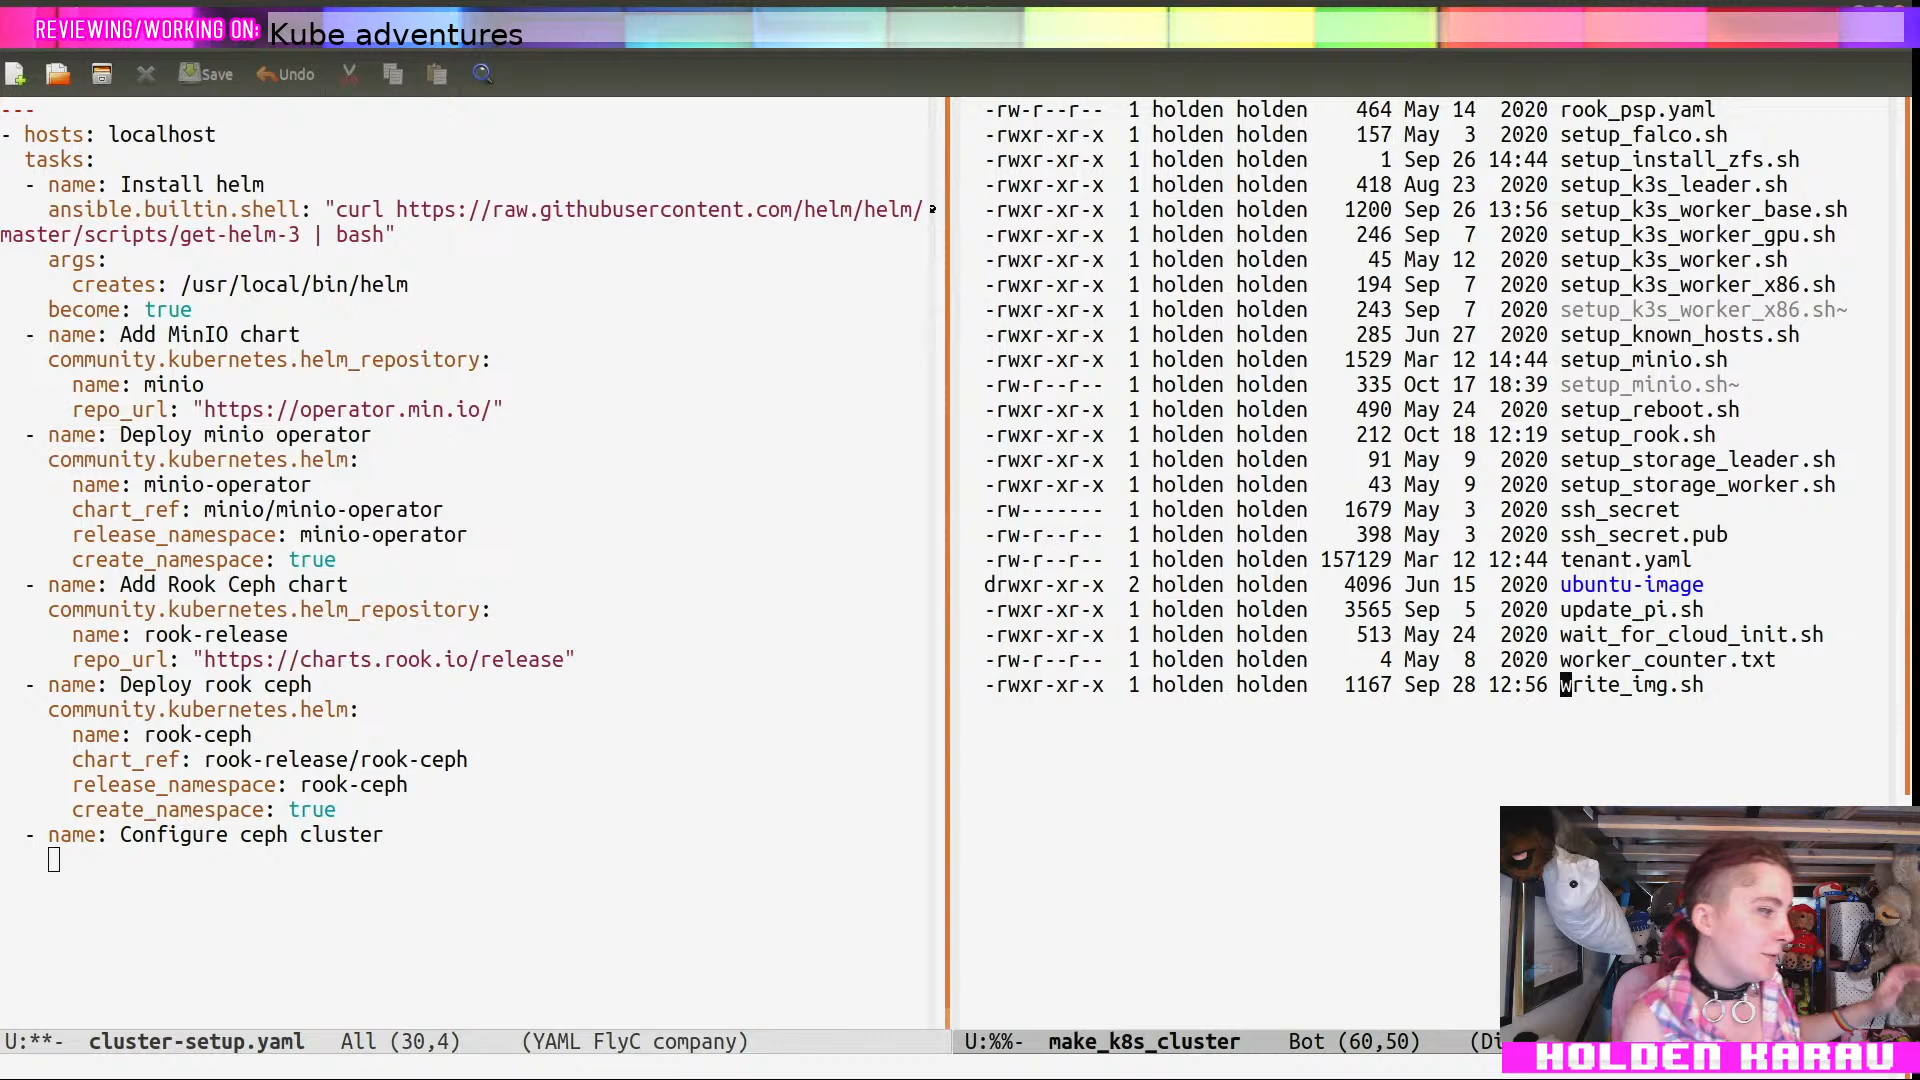 REVIEWING/WORKING ON: Kube adventures
Save Undo
---
- hosts: localhost
tasks:
- name: Install helm
ansible.builtin.shell: "curl https://raw.githubusercontent.com/helm/helm/
master/scripts/get-helm-3 | bash"
args:
creates: /usr/local/bin/helm
become: true
- name: Add MinIO chart
community.kubernetes.helm_repository:
name: minio
repo_url: "https://operator.min.io/"
- name: Deploy minio operator
community.kubernetes.helm:
name: minio-operator
chart_ref: minio/minio-operator
release_namespace: minio-operator
create_namespace: true
- name: Add Rook Ceph chart
community.kubernetes.helm_repository:
name: rook-release
repo_url: "https://charts.rook.io/release"
- name: Deploy rook ceph
community.kubernetes.helm:
name: rook-ceph
chart_ref: rook-release/rook-ceph
release_namespace: rook-ceph
create_namespace: true
- name: Configure ceph cluster
U:**- cluster-setup.yaml All (30,4) (YAML FlyC company)
-rw-r--r-- 1 holden holden 464 May 14 2020 rook_psp.yaml
-rwxr-xr-x 1 holden holden 157 May 3 2020 setup_falco.sh
-rwxr-xr-x 1 holden holden 1 Sep 26 14:44 setup_install_zfs.sh
-rwxr-xr-x 1 holden holden 418 Aug 23 2020 setup_k3s_leader.sh
-rwxr-xr-x 1 holden holden 1200 Sep 26 13:56 setup_k3s_worker_base.sh
-rwxr-xr-x 1 holden holden 246 Sep 7 2020 setup_k3s_worker_gpu.sh
-rwxr-xr-x 1 holden holden 45 May 12 2020 setup_k3s_worker.sh
-rwxr-xr-x 1 holden holden 194 Sep 7 2020 setup_k3s_worker_x86.sh
-rwxr-xr-x 1 holden holden 243 Sep 7 2020 setup_k3s_worker_x86.sh~
-rwxr-xr-x 1 holden holden 285 Jun 27 2020 setup_known_hosts.sh
-rwxr-xr-x 1 holden holden 1529 Mar 12 14:44 setup_minio.sh
-rw-r--r-- 1 holden holden 335 Oct 17 18:39 setup_minio.sh~
-rwxr-xr-x 1 holden holden 490 May 24 2020 setup_reboot.sh
-rwxr-xr-x 1 holden holden 212 Oct 18 12:19 setup_rook.sh
-rwxr-xr-x 1 holden holden 91 May 9 2020 setup_storage_leader.sh
-rwxr-xr-x 1 holden holden 43 May 9 2020 setup_storage_worker.sh
-rw------- 1 holden holden 1679 May 3 2020 ssh_secret
-rw-r--r-- 1 holden holden 398 May 3 2020 ssh_secret.pub
-rw-r--r-- 1 holden holden 157129 Mar 12 12:44 tenant.yaml
drwxr-xr-x 2 holden holden 4096 Jun 15 2020 ubuntu-image
-rwxr-xr-x 1 holden holden 3565 Sep 5 2020 update_pi.sh
-rwxr-xr-x 1 holden holden 513 May 24 2020 wait_for_cloud_init.sh
-rw-r--r-- 1 holden holden 4 May 8 2020 worker_counter.txt
-rwxr-xr-x 1 holden holden 1167 Sep 28 12:56 write_img.sh
U:%%- make_k8s_cluster Bot (60,50) (Di
HOLDEN KARAU